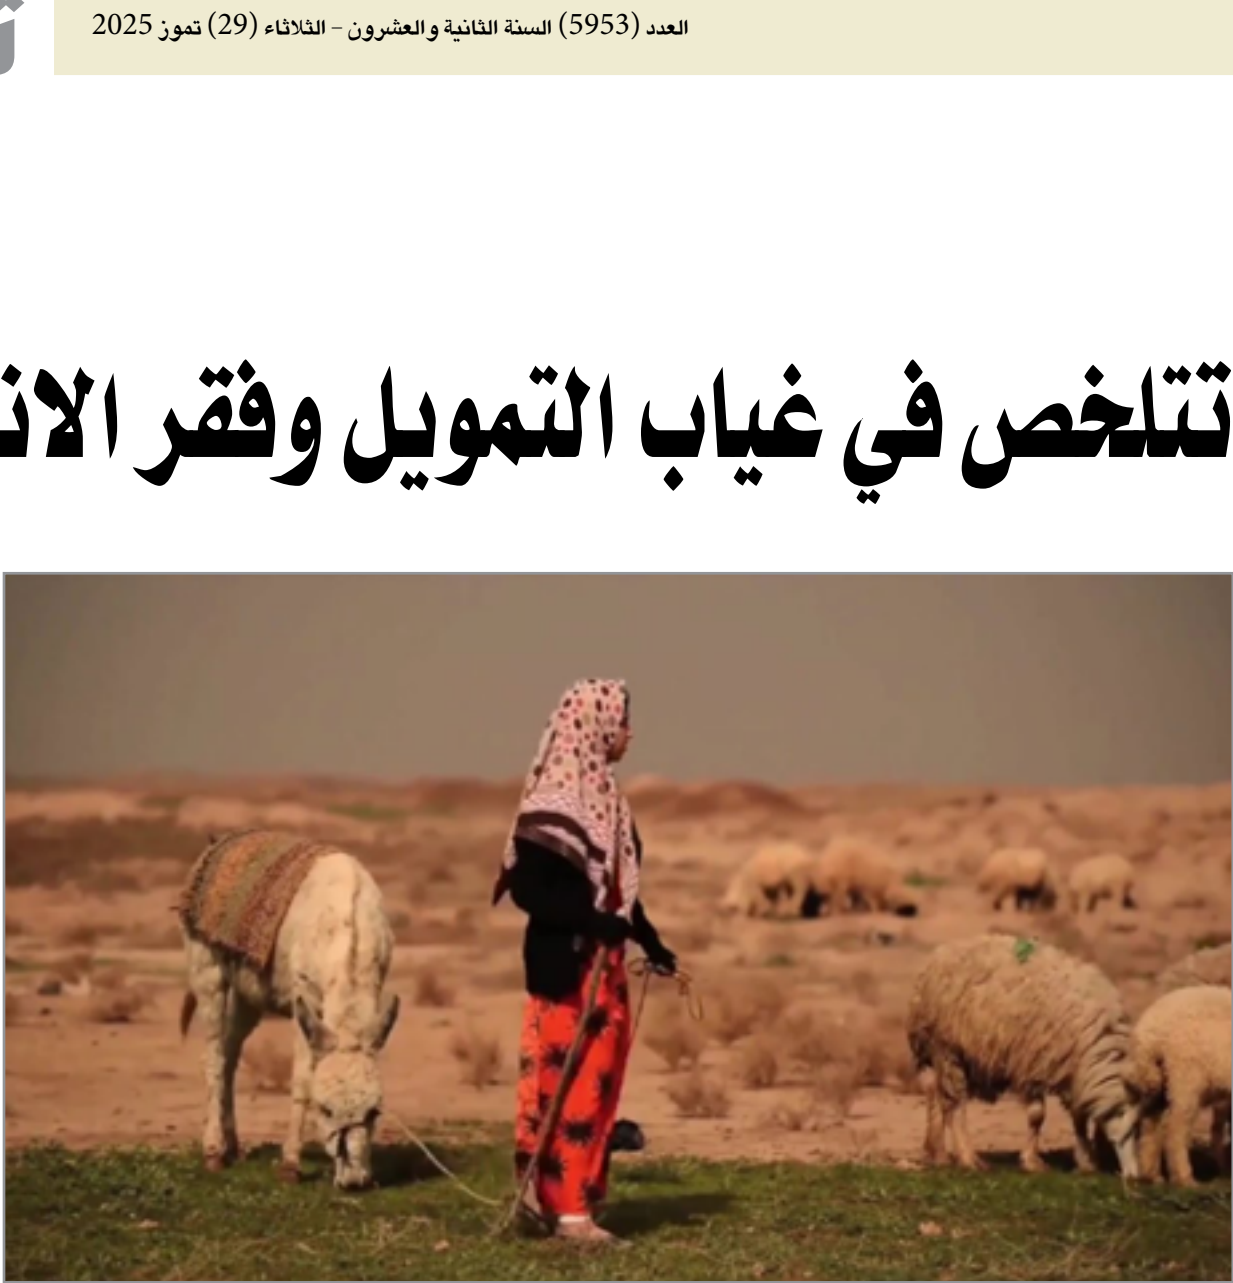 العدد (5953) السنة الثانية والعشرون - الثلاثاء (29) تموز 2025
تتلخص في غياب التمويل وفقر